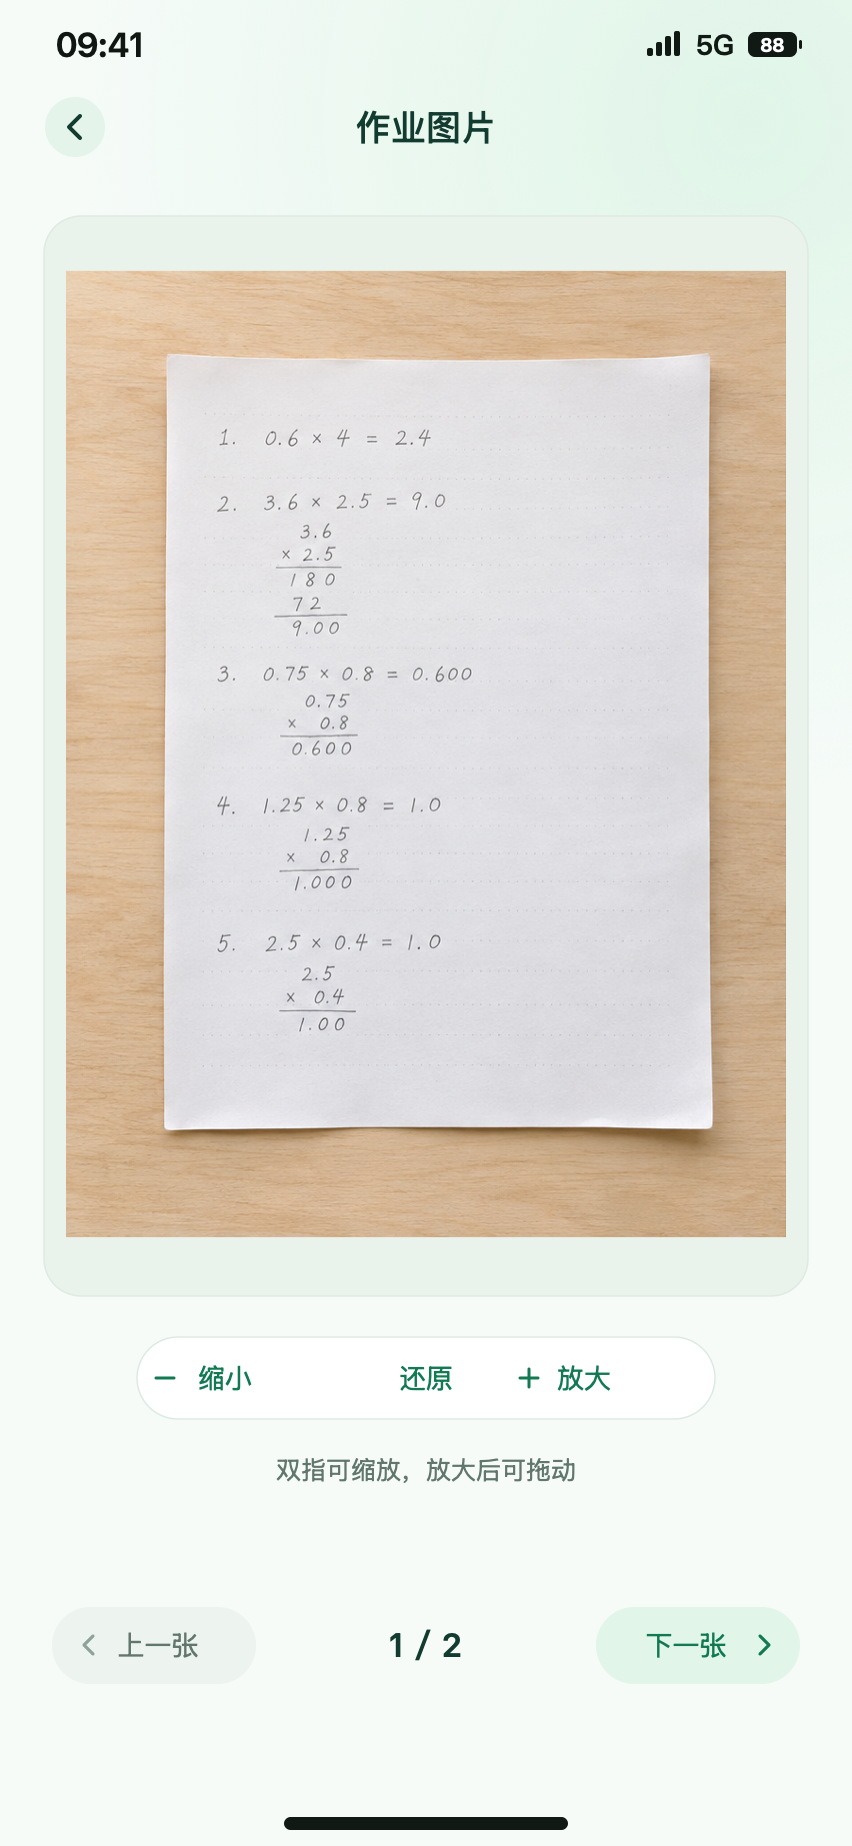 09:41
5G 88
作业图片
1. 0.6 × 4 = 2.4
2. 3.6 × 2.5 = 9.0
3.6
× 2.5
180
72
9.00
3. 0.75 × 0.8 = 0.600
0.75
× 0.8
0.600
4. 1.25 × 0.8 = 1.0
1.25
× 0.8
1.000
5. 2.5 × 0.4 = 1.0
2.5
× 0.4
1.00
− 缩小 还原 + 放大
双指可缩放，放大后可拖动
上一张 1 / 2 下一张